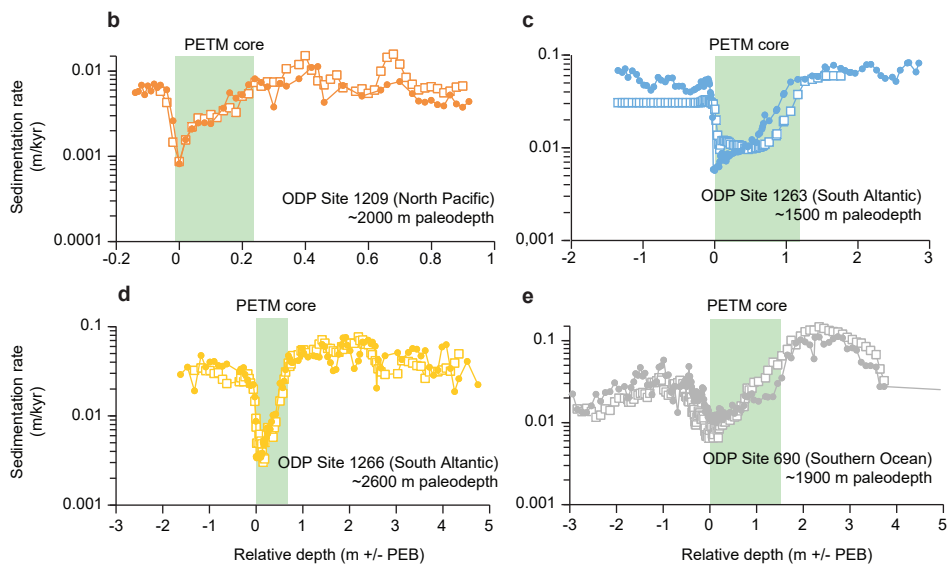 b
PETM core
Sedimentation rate
(m/kyr)
0.01
0.001
0.0001
ODP Site 1209 (North Pacific)
~2000 m paleodepth
-0.2 0 0.2 0.4 0.6 0.8 1
c
PETM core
0.1
0.01
0,001
ODP Site 1263 (South Altantic)
~1500 m paleodepth
-2 -1 0 1 2 3
d
PETM core
Sedimentation rate
(m/kyr)
0.1
0.01
0.001
ODP Site 1266 (South Altantic)
~2600 m paleodepth
-3 -2 -1 0 1 2 3 4 5
Relative depth (m +/- PEB)
e
PETM core
0.1
0.01
0.001
ODP Site 690 (Southern Ocean)
~1900 m paleodepth
-3 -2 -1 0 1 2 3 4 5
Relative depth (m +/- PEB)